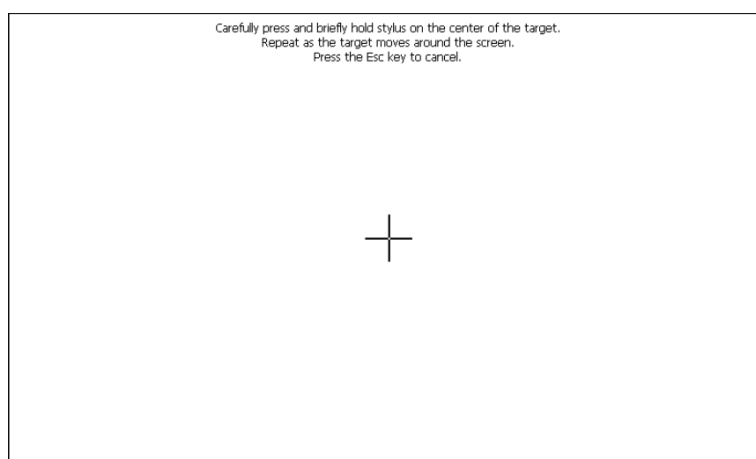 Carefully press and briefly hold stylus on the center of the target.
Repeat as the target moves around the screen.
Press the Esc key to cancel.